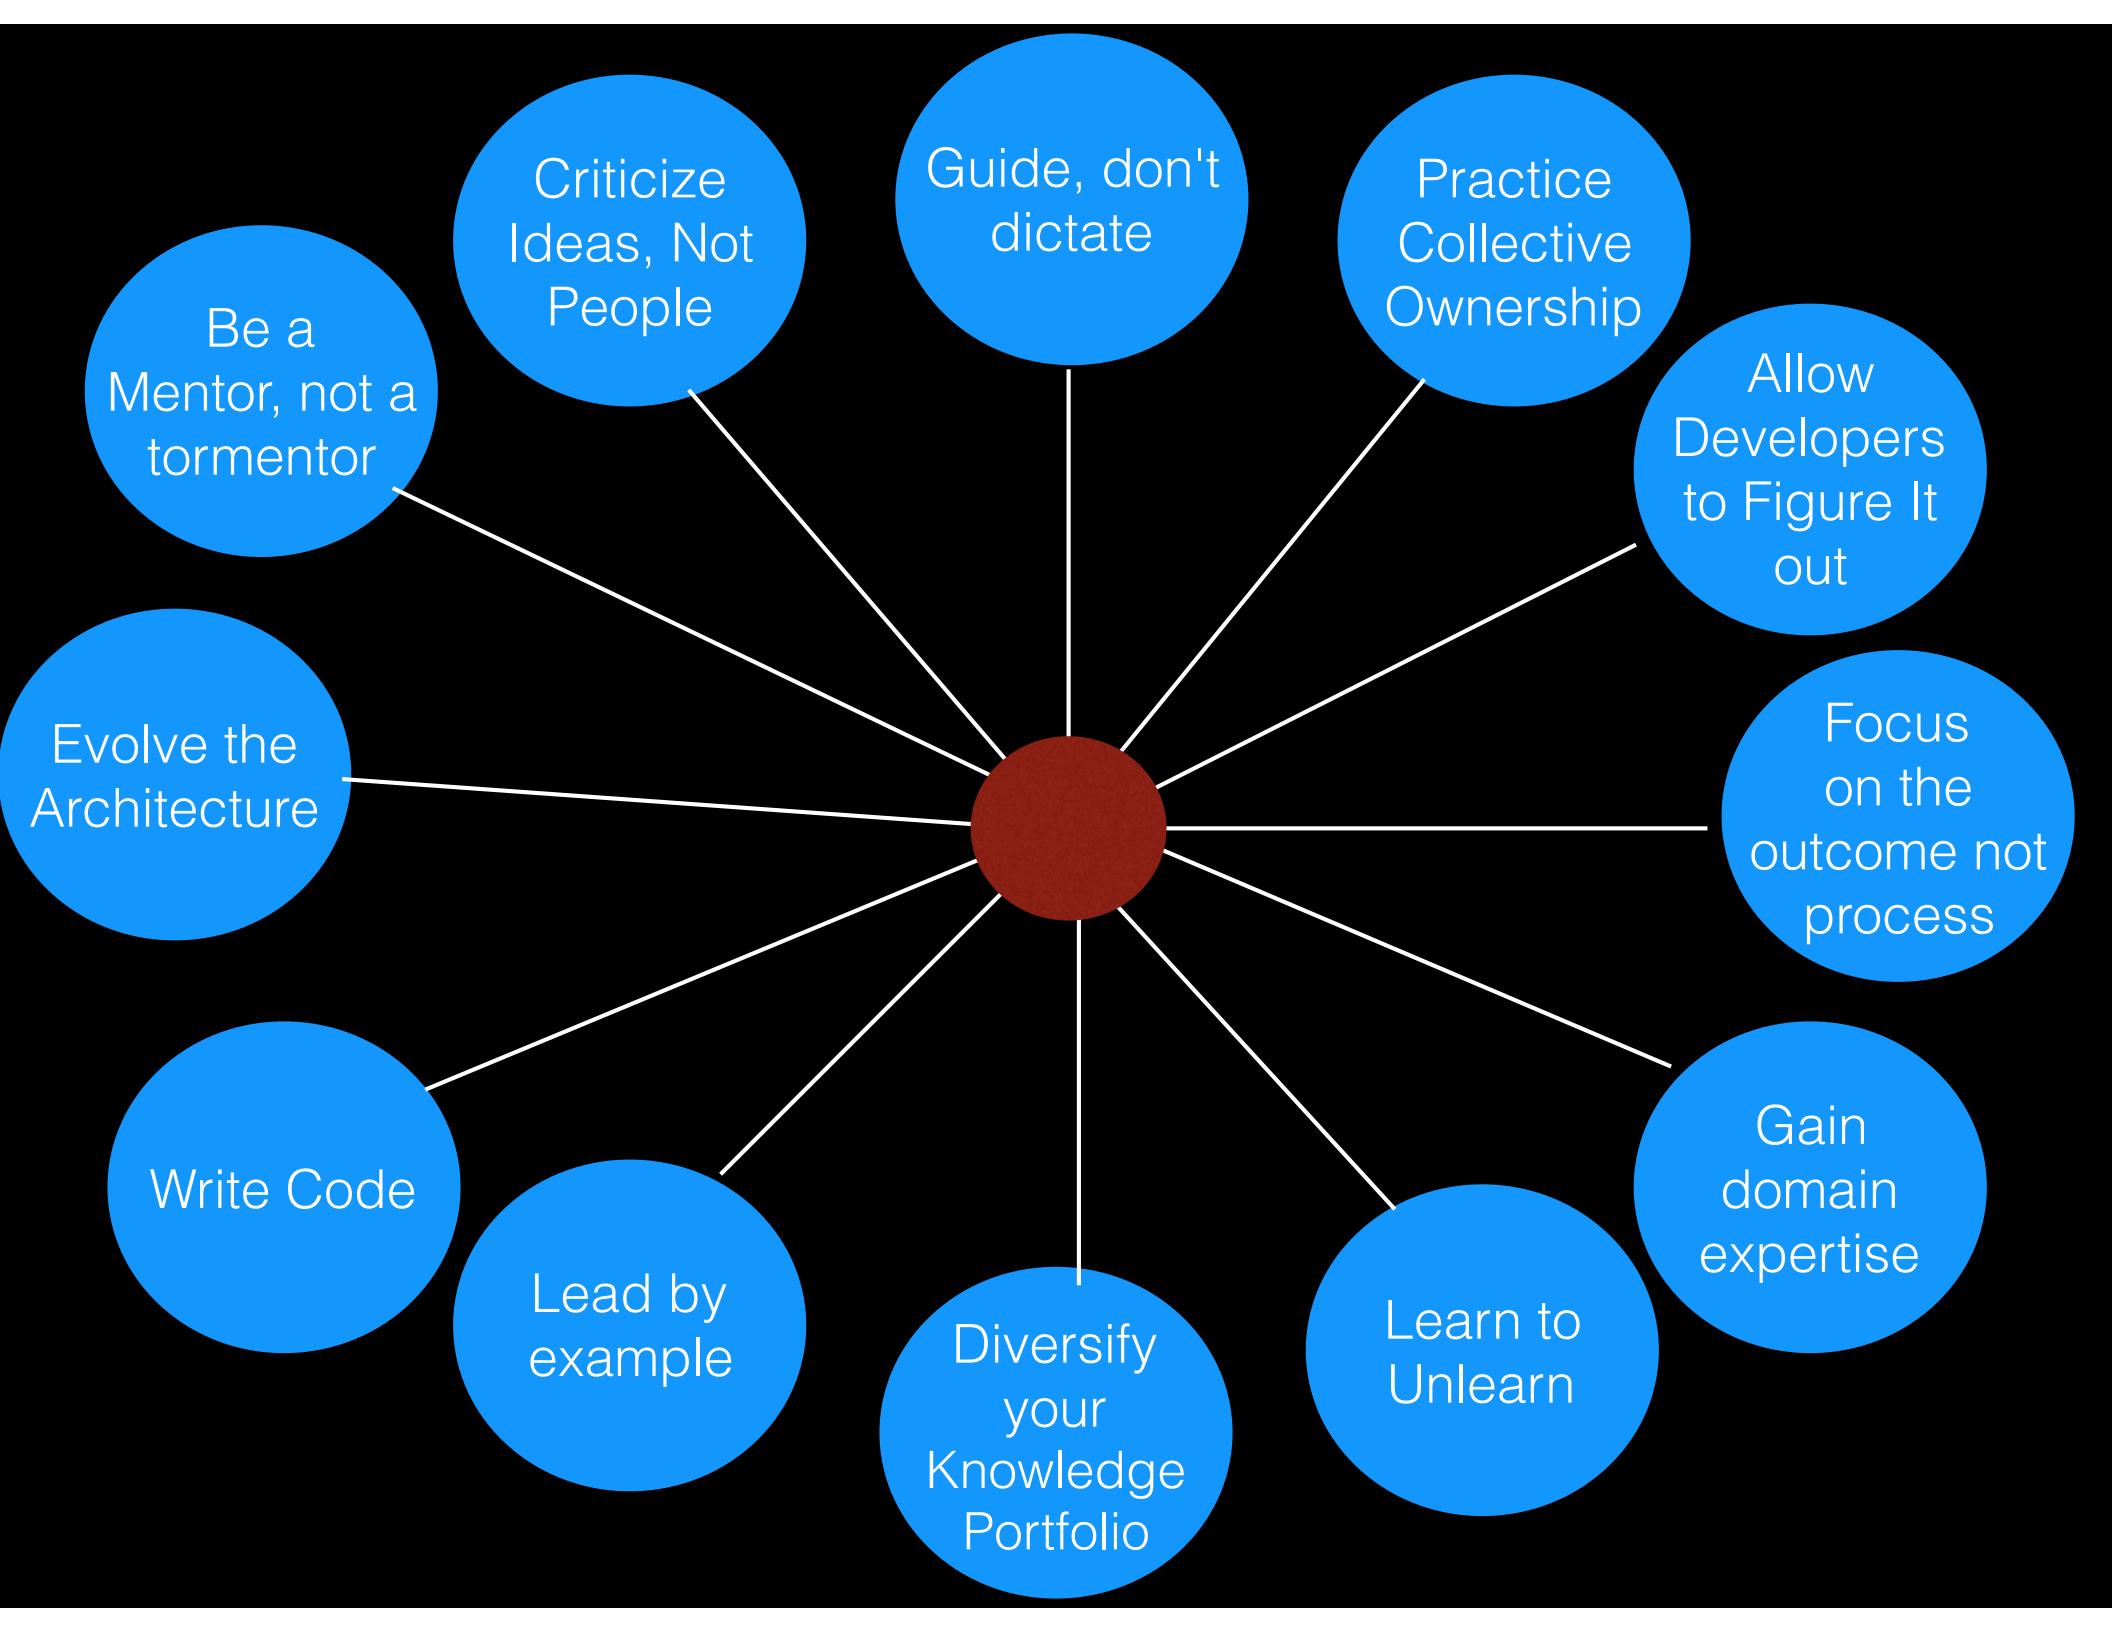 Guide, don't
dictate
Practice
Collective
Ownership
Allow
Developers
to Figure It
out
Focus
on the
outcome not
process
Gain
domain
expertise
Learn to
Unlearn
Diversify
your
Knowledge
Portfolio
Lead by
example
Write Code
Evolve the
Architecture
Be a
Mentor, not a
tormentor
Criticize
Ideas, Not
People